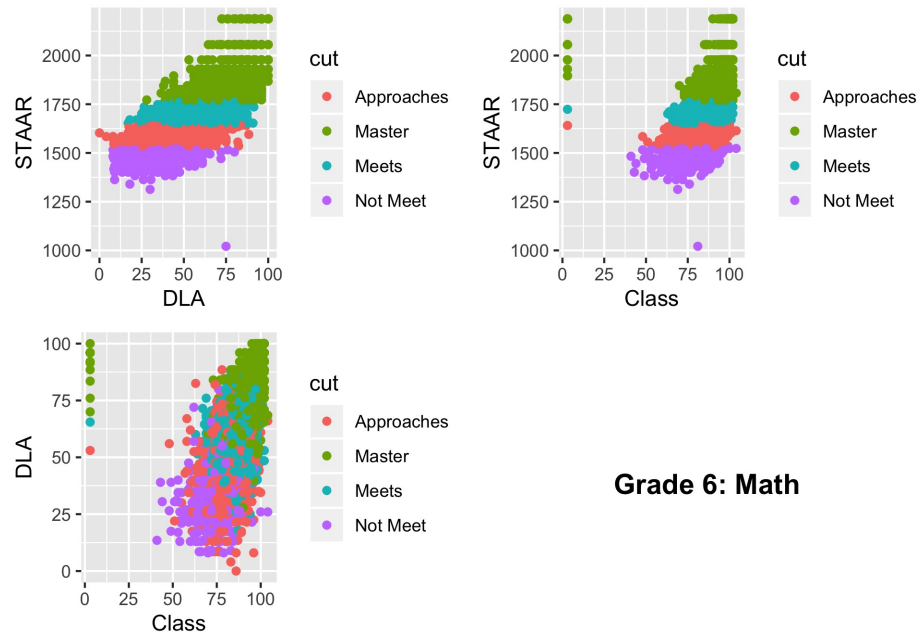 STAAR
2000
1750
1500
1250
1000
0 25 50 75 100
DLA
cut
Approaches
Master
Meets
Not Meet
STAAR
2000
1750
1500
1250
1000
0 25 50 75 100
Class
cut
Approaches
Master
Meets
Not Meet
DLA
100
75
50
25
0
0 25 50 75 100
Class
cut
Approaches
Master
Meets
Not Meet
Grade 6: Math